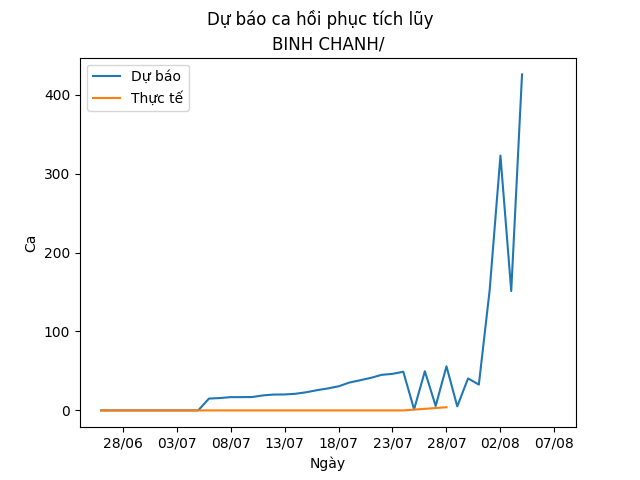 Dự báo ca hồi phục tích lũy
BINH CHANH/
Dự báo
Thực tế
400
300
200
100
0
Ca
28/06 03/07 08/07 13/07 18/07 23/07 28/07 02/08 07/08
Ngày